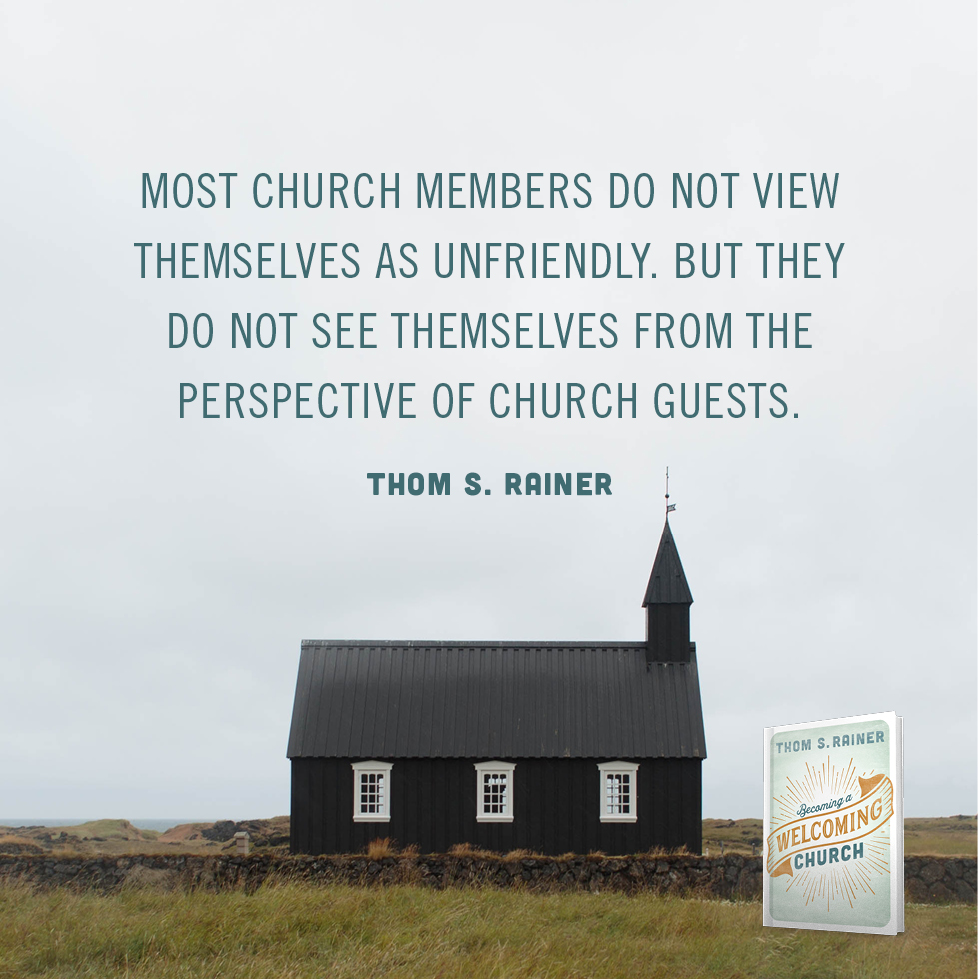 MOST CHURCH MEMBERS DO NOT VIEW
THEMSELVES AS UNFRIENDLY. BUT THEY
DO NOT SEE THEMSELVES FROM THE
PERSPECTIVE OF CHURCH GUESTS.
THOM S. RAINER
THOM S. RAINER
Becoming a
WELCOMING
CHURCH